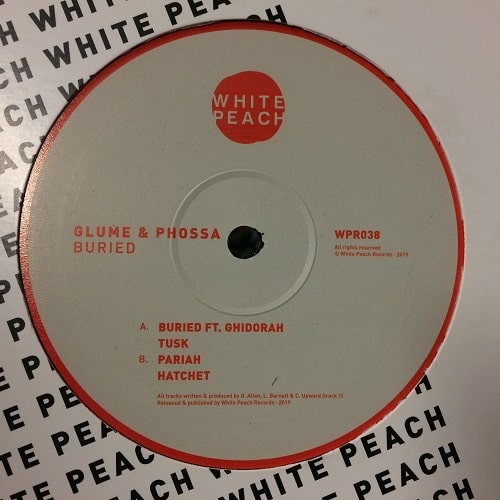 WHITE
PEACH
GLUME & PHOSSA
BURIED
WPR038
All rights reserved
© White Peach Records - 2019
A. BURIED FT. GHIDORAH
TUSK
B. PARIAH
HATCHET
All tracks written & produced by O. Allen, L. Barnett & C. Upward (track 1)
Released & published by White Peach Records - 2019
WHITE PEACH
WHITE PEACH
WHITE PEACH
WHITE PEACH